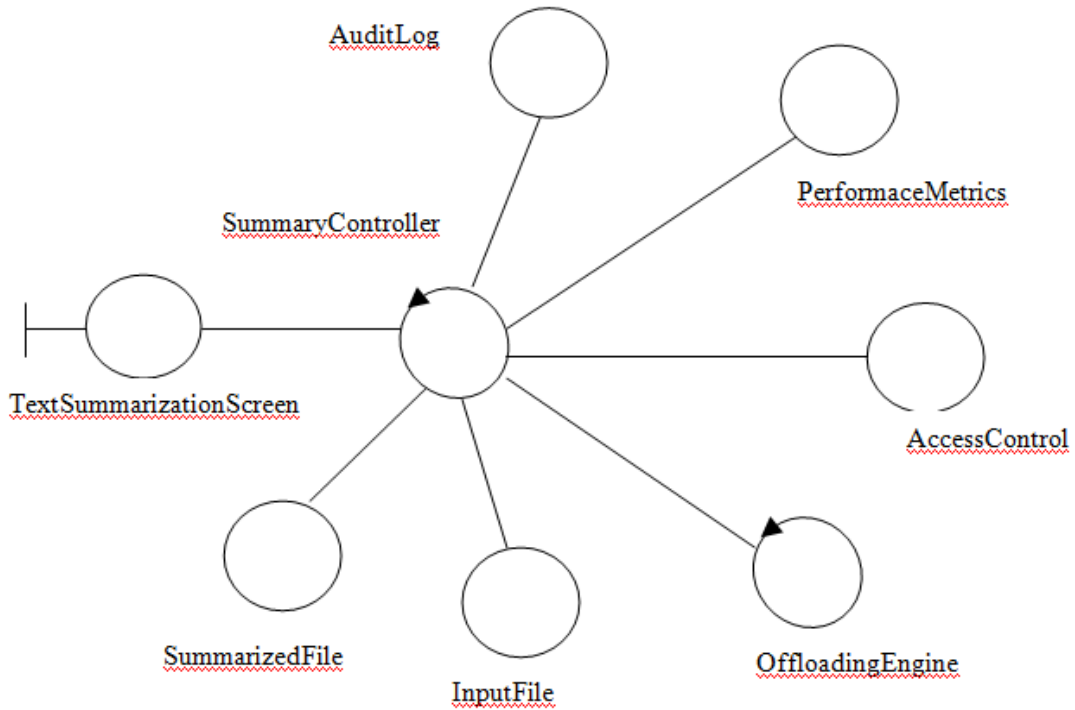 AuditLog
PerformaceMetrics
SummaryController
TextSummarizationScreen
AccessControl
SummarizedFile
InputFile
OffloadingEngine